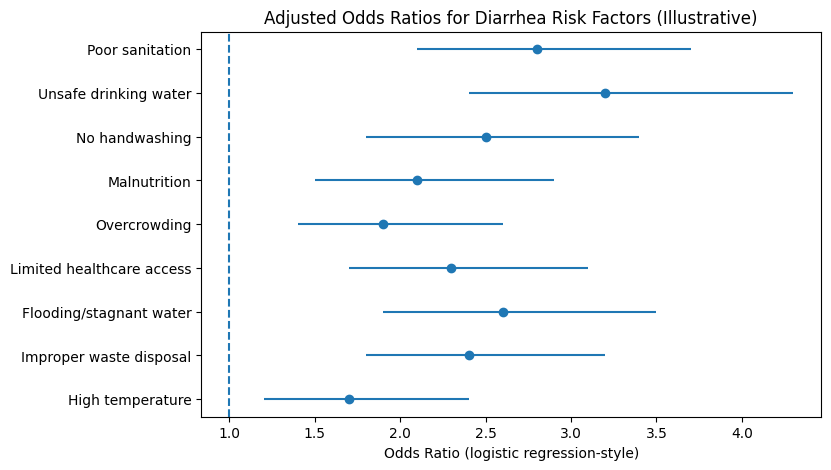 Adjusted Odds Ratios for Diarrhea Risk Factors (Illustrative)
Poor sanitation
Unsafe drinking water
No handwashing
Malnutrition
Overcrowding
Limited healthcare access
Flooding/stagnant water
Improper waste disposal
High temperature
1.0 1.5 2.0 2.5 3.0 3.5 4.0
Odds Ratio (logistic regression-style)